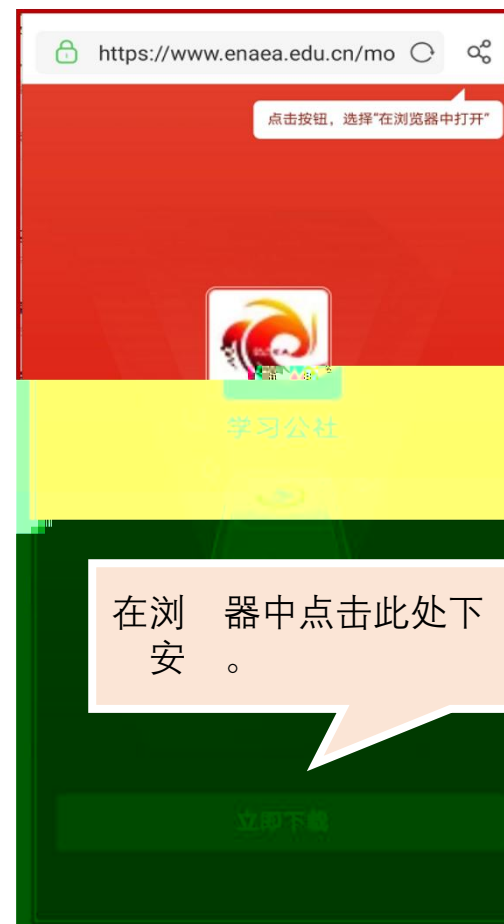 https://www.enaea.edu.cn/mo
点击按钮，选择“在浏览器中打开”
学习公社
在浏 器中点击此处下
安 。
立即下载